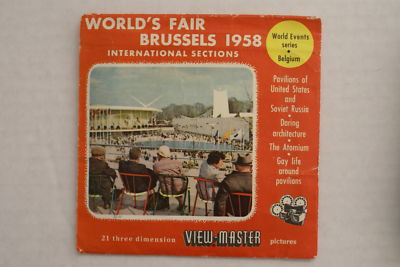 WORLD'S FAIR
BRUSSELS 1958
INTERNATIONAL SECTIONS
World Events
series
•
Belgium
Pavilions of
United States
and
Soviet Russia
•
Daring
architecture
•
The Atomium
•
Gay life
around
pavilions
21 three dimension VIEW-MASTER pictures